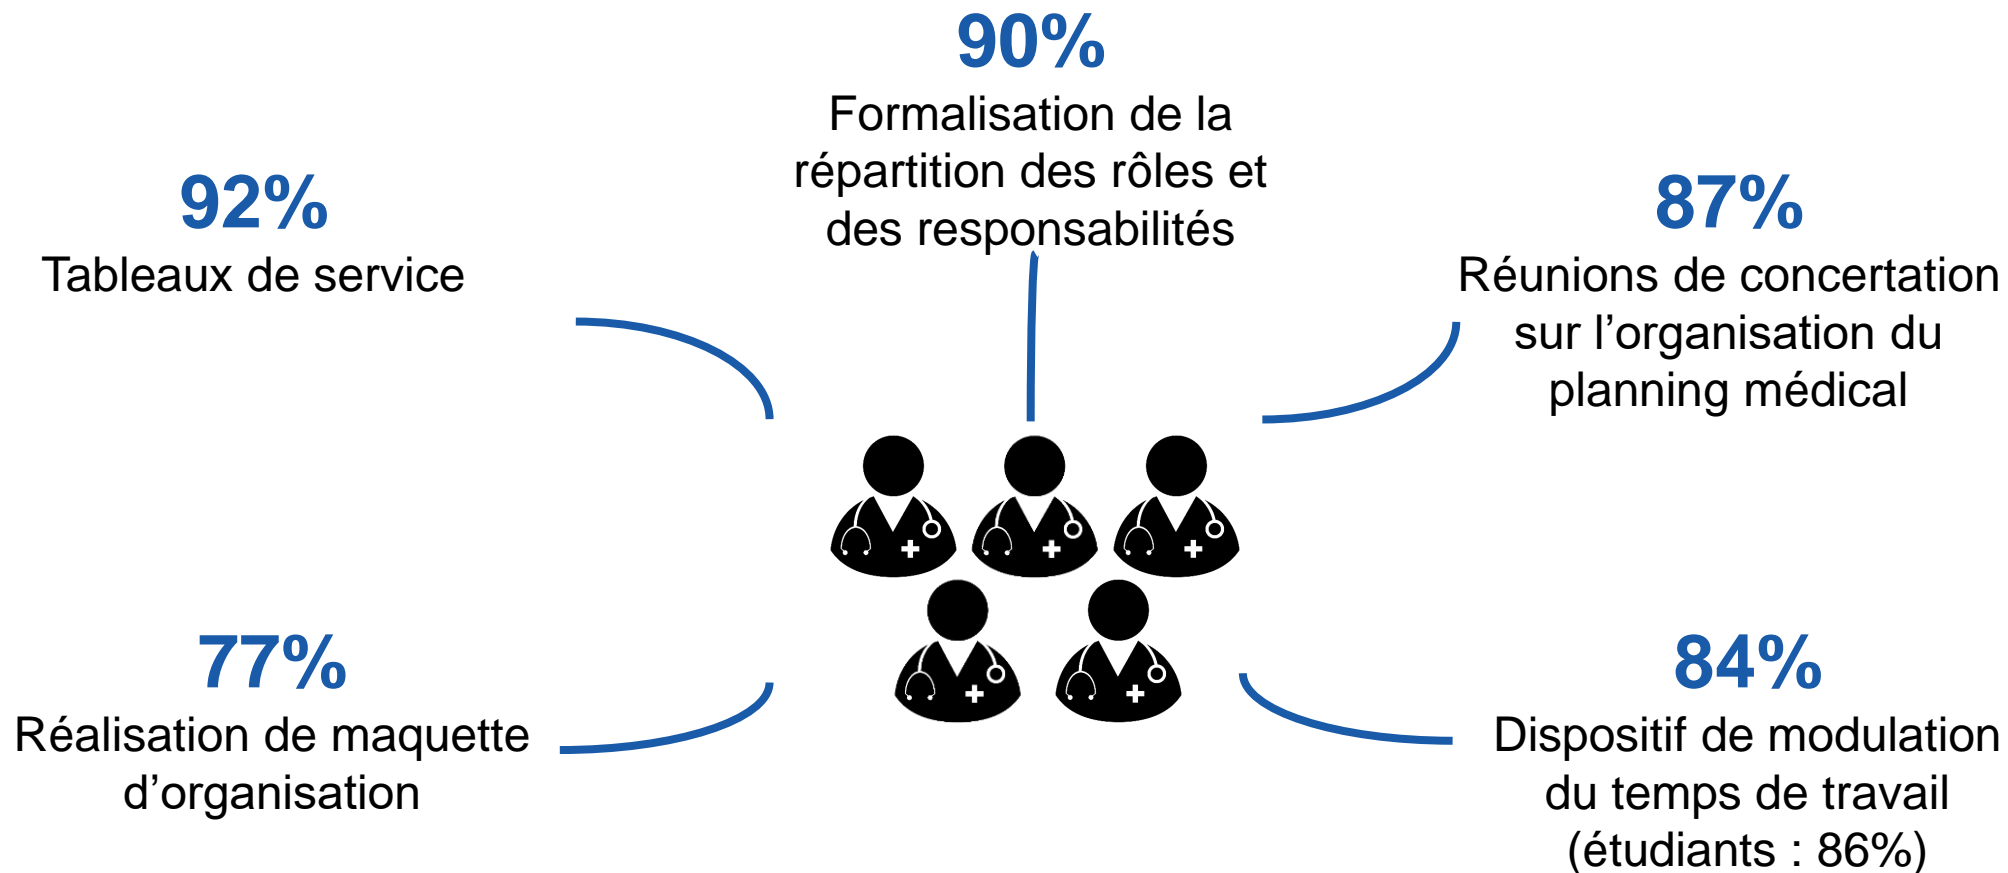 90%
Formalisation de la
répartition des rôles et
des responsabilités
92%
Tableaux de service
87%
Réunions de concertation
sur l’organisation du
planning médical
77%
Réalisation de maquette
d’organisation
84%
Dispositif de modulation
du temps de travail
(étudiants : 86%)